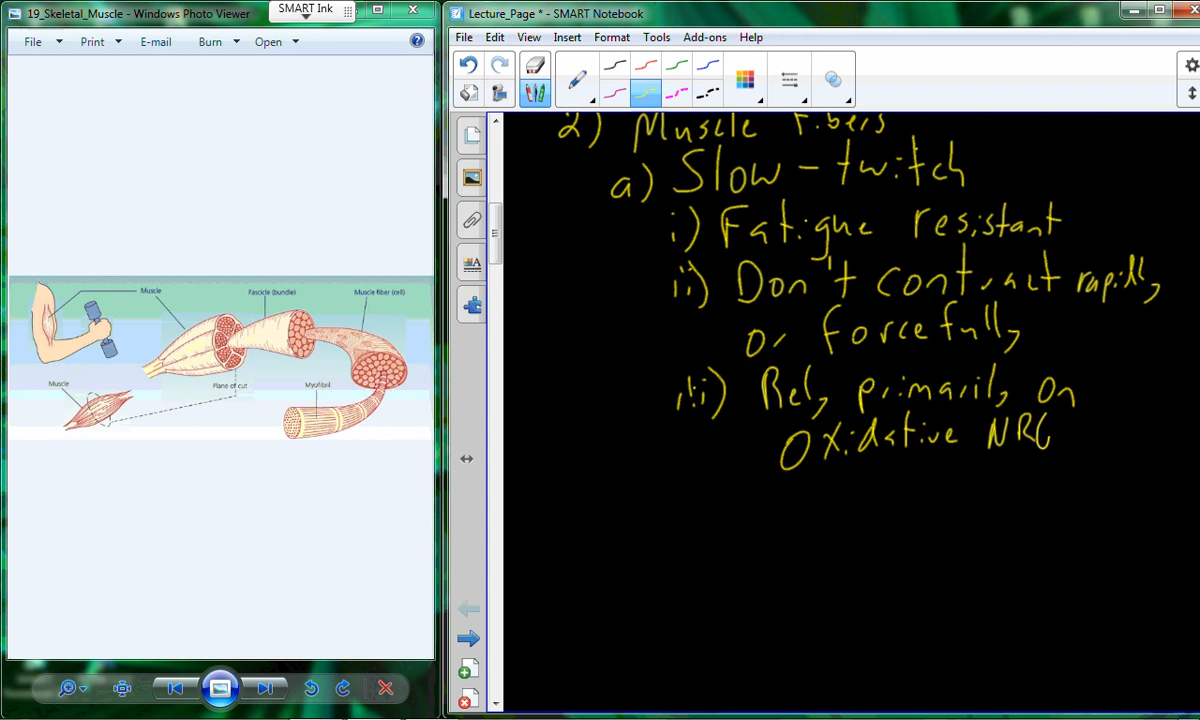 19_Skeletal_Muscle - Windows Photo Viewer
SMART Ink
File Print E-mail Burn Open
Muscle
Fascicle (bundle)
Muscle fiber (cell)
Muscle
Plane of cut
Myofibril
Lecture_Page * - SMART Notebook
File Edit View Insert Format Tools Add-ons Help
2) Muscle Fibers
a) Slow-twitch
i) Fatigue resistant
ii) Don't contract rapidly
or forcefully
iii) Rely primarily on
Oxidative NRG